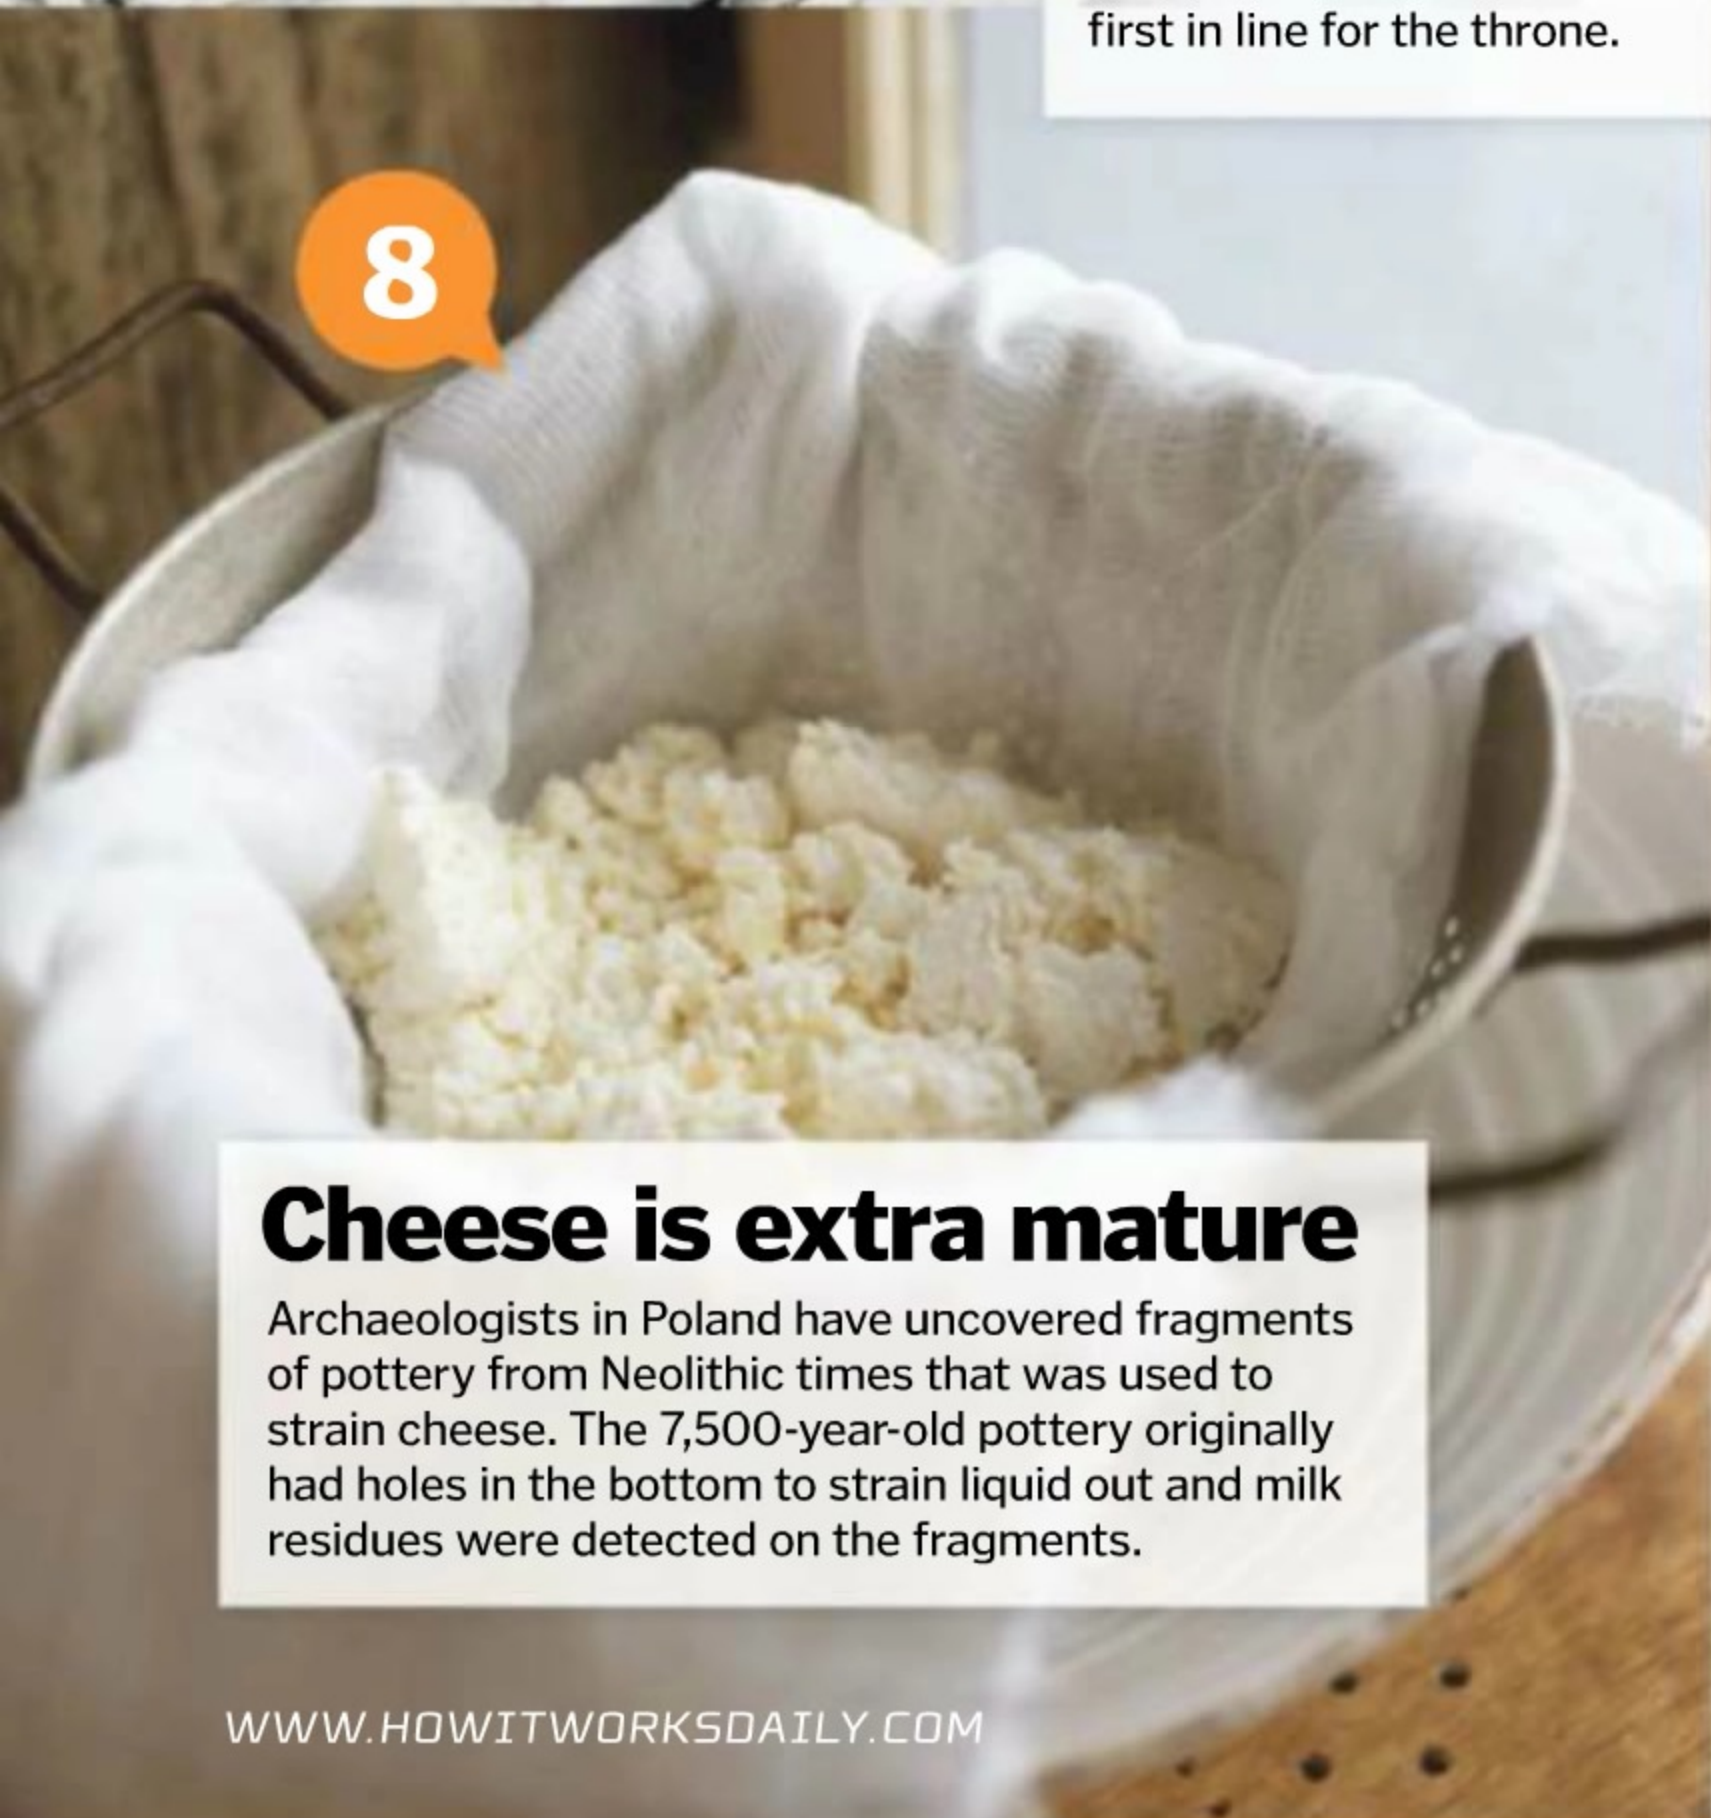 first in line for the throne.
8
Cheese is extra mature
Archaeologists in Poland have uncovered fragments
of pottery from Neolithic times that was used to
strain cheese. The 7,500-year-old pottery originally
had holes in the bottom to strain liquid out and milk
residues were detected on the fragments.
WWW.HOWITWORKSDAILY.COM